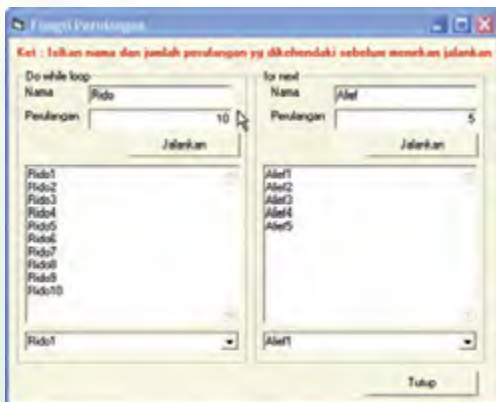 Fungsi Perulangan
Ket : Isikan nama dan jumlah perulangan yg dikehendaki sebelum menekan jalankan
Do while loop
Nama
Rido
Perulangan
10
Jalankan
Rido1
Rido2
Rido3
Rido4
Rido5
Rido6
Rido7
Rido8
Rido9
Rido10
Rido1
for next
Nama
Alief
Perulangan
5
Jalankan
Alief1
Alief2
Alief3
Alief4
Alief5
Alief1
Tutup